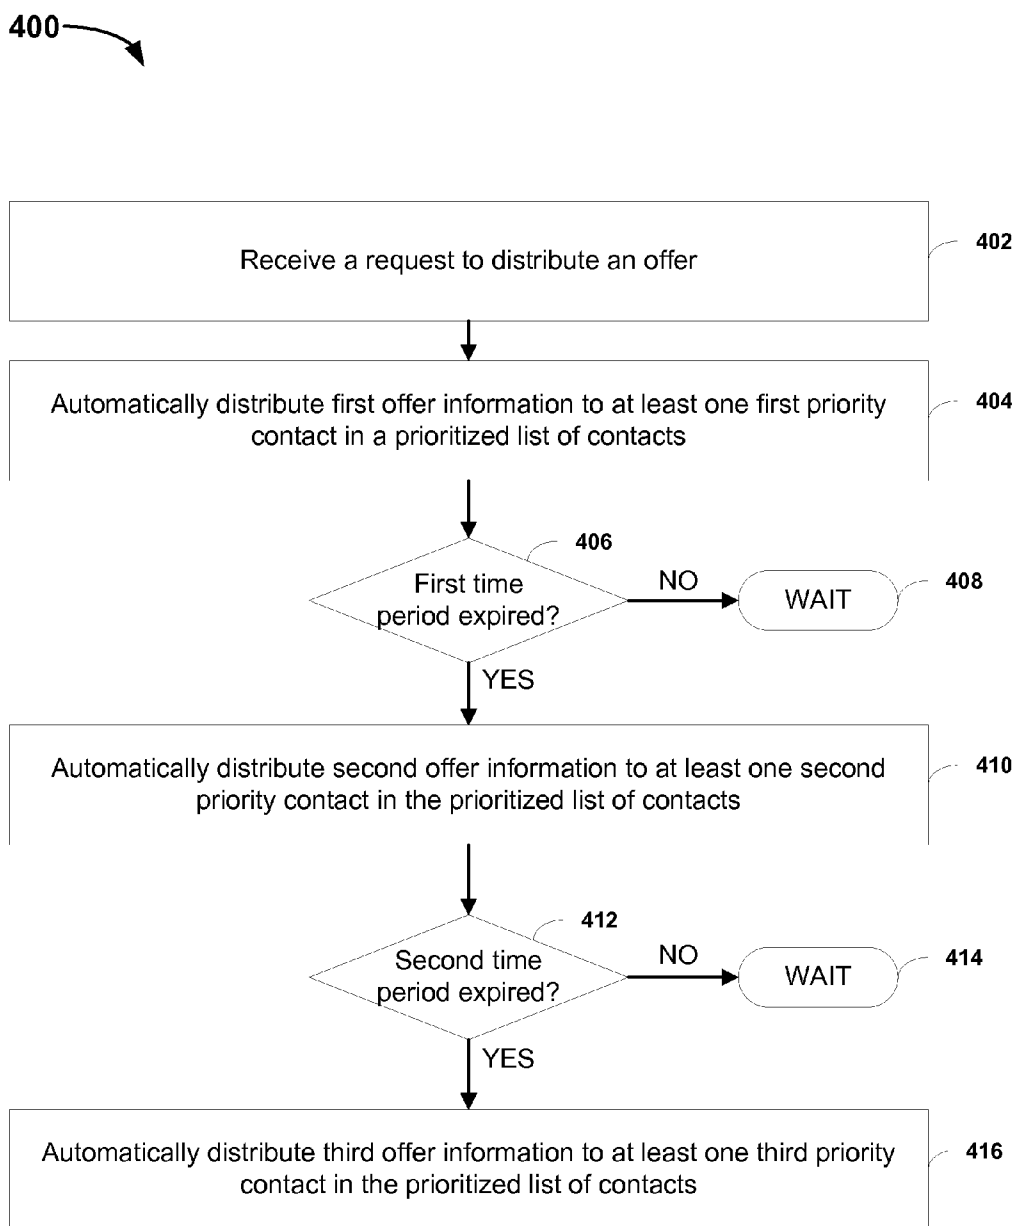 400
Receive a request to distribute an offer
402
Automatically distribute first offer information to at least one first priority
contact in a prioritized list of contacts
404
406
First time
period expired?
NO
WAIT
408
YES
Automatically distribute second offer information to at least one second
priority contact in the prioritized list of contacts
410
412
Second time
period expired?
NO
WAIT
414
YES
Automatically distribute third offer information to at least one third priority
contact in the prioritized list of contacts
416